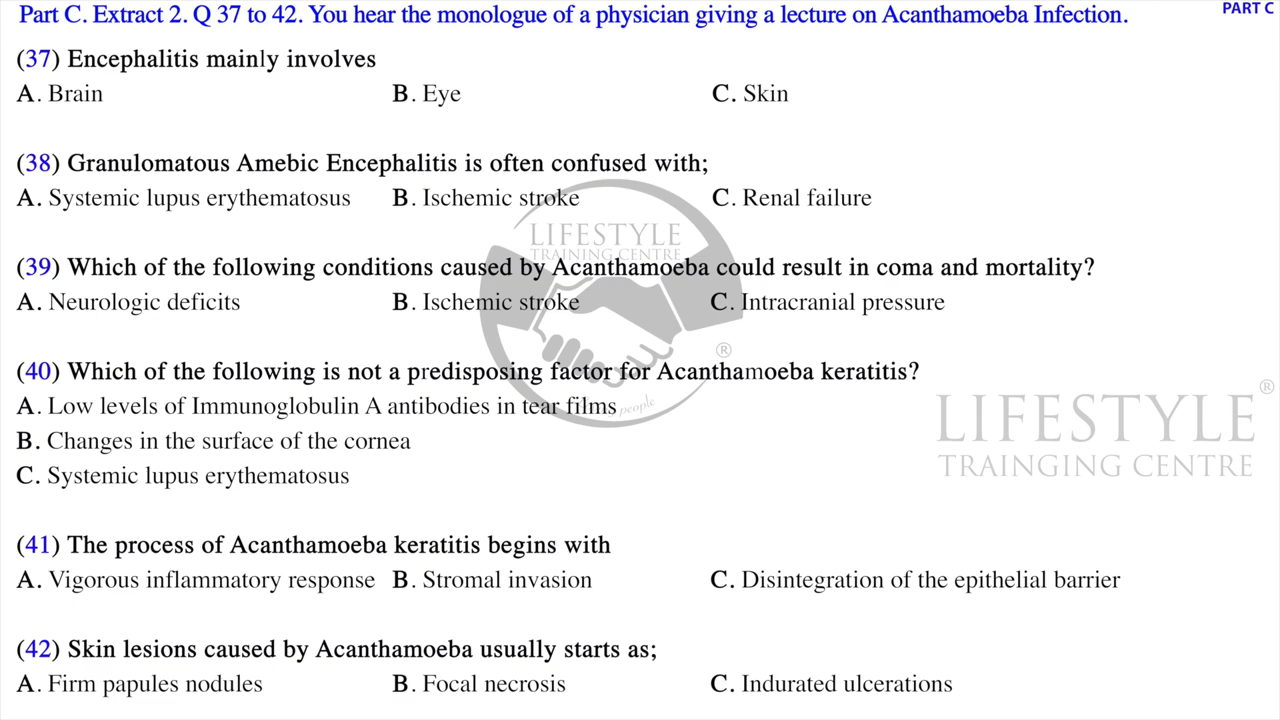 Part C. Extract 2. Q 37 to 42. You hear the monologue of a physician giving a lecture on Acanthamoeba Infection.
PART C
(37) Encephalitis mainly involves
A. Brain B. Eye C. Skin
(38) Granulomatous Amebic Encephalitis is often confused with;
A. Systemic lupus erythematosus B. Ischemic stroke C. Renal failure
LIFESTYLE
TRAINING CENTRE
(39) Which of the following conditions caused by Acanthamoeba could result in coma and mortality?
A. Neurologic deficits B. Ischemic stroke C. Intracranial pressure
®
(40) Which of the following is not a predisposing factor for Acanthamoeba keratitis?
A. Low levels of Immunoglobulin A antibodies in tear films
people
®
LIFESTYLE
TRAINGING CENTRE
B. Changes in the surface of the cornea
C. Systemic lupus erythematosus
(41) The process of Acanthamoeba keratitis begins with
A. Vigorous inflammatory response B. Stromal invasion C. Disintegration of the epithelial barrier
(42) Skin lesions caused by Acanthamoeba usually starts as;
A. Firm papules nodules B. Focal necrosis C. Indurated ulcerations